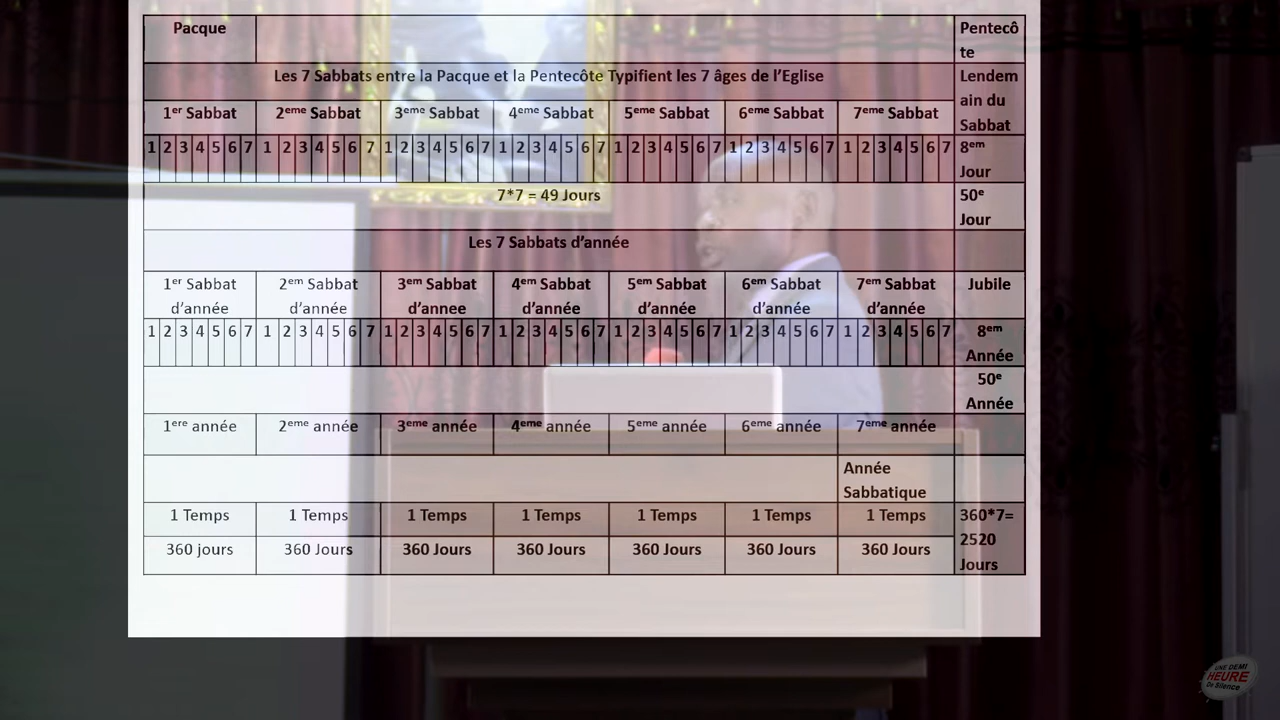 Pacque
Pentecô
te
Les 7 Sabbats entre la Pacque et la Pentecôte Typifient les 7 âges de l'Eglise
Lendem
ain du
Sabbat
1er Sabbat 2eme Sabbat 3eme Sabbat 4eme Sabbat 5eme Sabbat 6eme Sabbat 7eme Sabbat
1 2 3 4 5 6 7 1 2 3 4 5 6 7 1 2 3 4 5 6 7 1 2 3 4 5 6 7 1 2 3 4 5 6 7 1 2 3 4 5 6 7 1 2 3 4 5 6 7
8em
Jour
7*7 = 49 Jours
50e
Jour
Les 7 Sabbats d'année
1er Sabbat
d'année
2em Sabbat
d'année
3em Sabbat
d'annee
4em Sabbat
d'année
5em Sabbat
d'année
6em Sabbat
d'année
7em Sabbat
d'année
Jubile
1 2 3 4 5 6 7 1 2 3 4 5 6 7 1 2 3 4 5 6 7 1 2 3 4 5 6 7 1 2 3 4 5 6 7 1 2 3 4 5 6 7 1 2 3 4 5 6 7
8em
Année
50e
Année
1ere année 2eme année 3eme année 4eme année 5eme année 6eme année 7eme année
Année
Sabbatique
1 Temps 1 Temps 1 Temps 1 Temps 1 Temps 1 Temps 1 Temps
360 jours 360 Jours 360 Jours 360 Jours 360 Jours 360 Jours 360 Jours
360*7=
2520
Jours
UNE DEMI
HEURE
De Silence